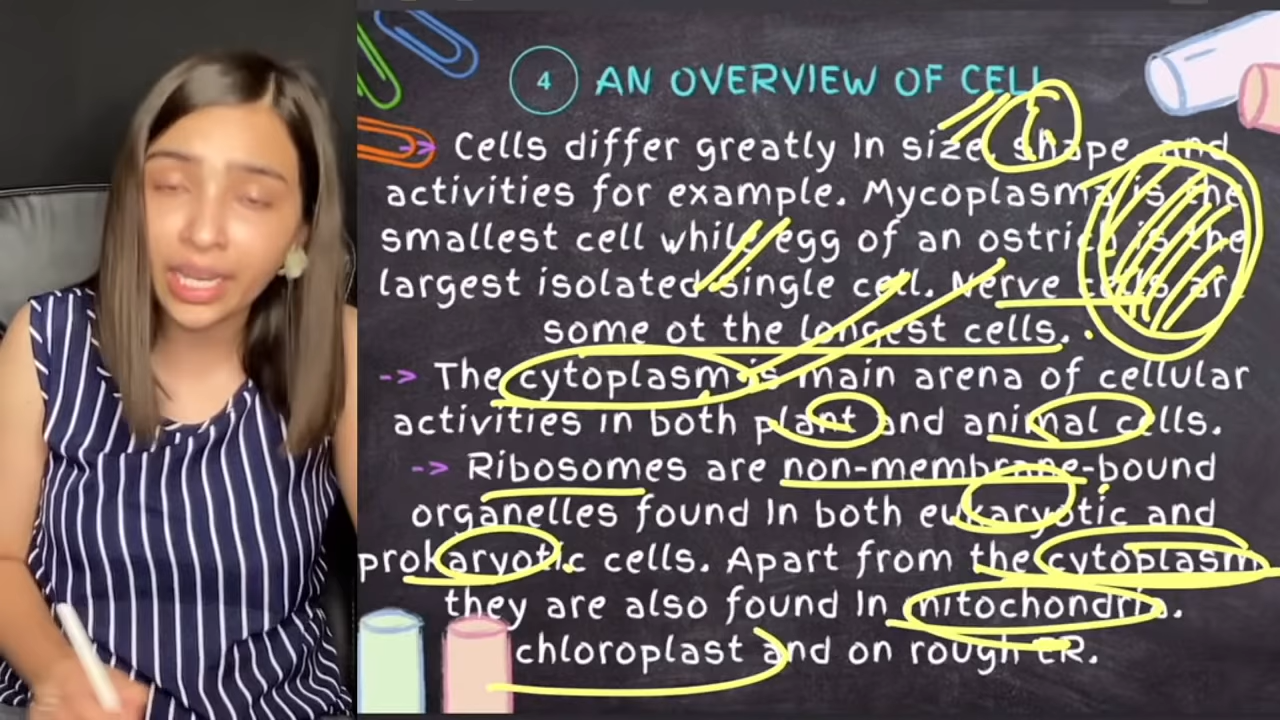 4 AN OVERVIEW OF CELL
-> Cells differ greatly In size, shape and
activities for example. Mycoplasma is the
smallest cell while egg of an ostrich is the
largest isolated single cell. Nerve cells are
some ot the longest cells.
-> The cytoplasm is main arena of cellular
activities in both plant and animal cells.
-> Ribosomes are non-membrane-bound
organelles found In both eukaryotic and
prokaryotic cells. Apart from the cytoplasm
they are also found In mitochondria.
chloroplast and on rough ER.